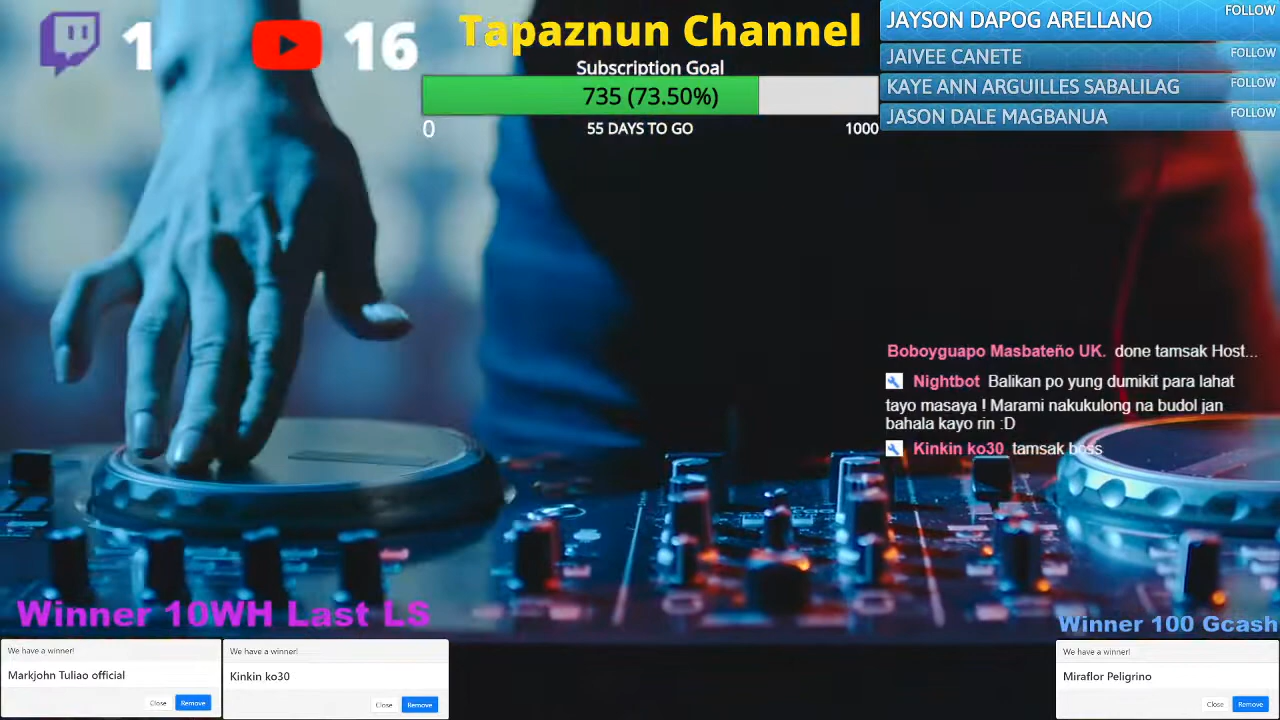 1
16
Tapaznun Channel
Subscription Goal
735 (73.50%)
0
55 DAYS TO GO
1000
JAYSON DAPOG ARELLANO
FOLLOW
JAIVEE CANETE
FOLLOW
KAYE ANN ARGUILLES SABALILAG
FOLLOW
JASON DALE MAGBANUA
FOLLOW
Boboyguapo Masbateño UK. done tamsak Host...
Nightbot Balikan po yung dumikit para lahat
tayo masaya ! Marami nakukulong na budol jan
bahala kayo rin :D
Kinkin ko30 tamsak boss
Winner 10WH Last LS
We have a winner!
Markjohn Tuliao official
Close Remove
We have a winner!
Kinkin ko30
Close Remove
Winner 100 Gcash
We have a winner!
Miraflor Peligrino
Close Remove